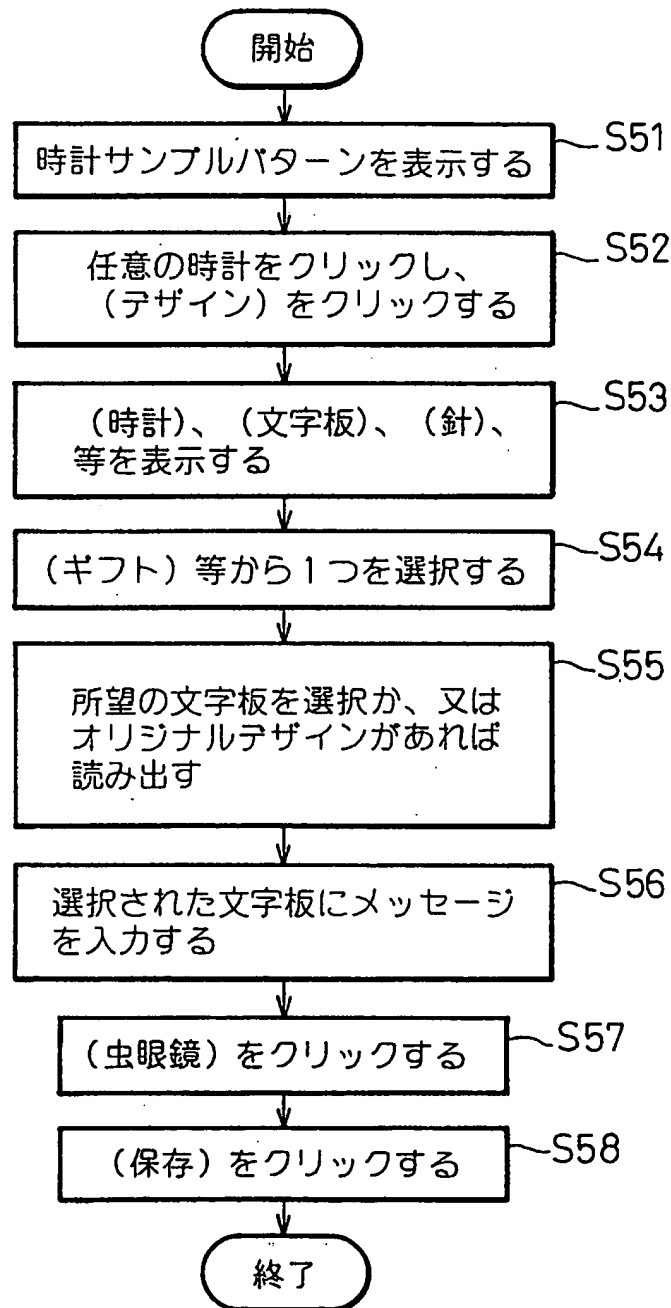 開始
時計サンプルパターンを表示する
S51
任意の時計をクリックし、
（デザイン）をクリックする
S52
（時計）、（文字板）、（針）、
等を表示する
S53
（ギフト）等から１つを選択する
S54
所望の文字板を選択か、又は
オリジナルデザインがあれば
読み出す
S55
選択された文字板にメッセージ
を入力する
S56
（虫眼鏡）をクリックする
S57
（保存）をクリックする
S58
終了